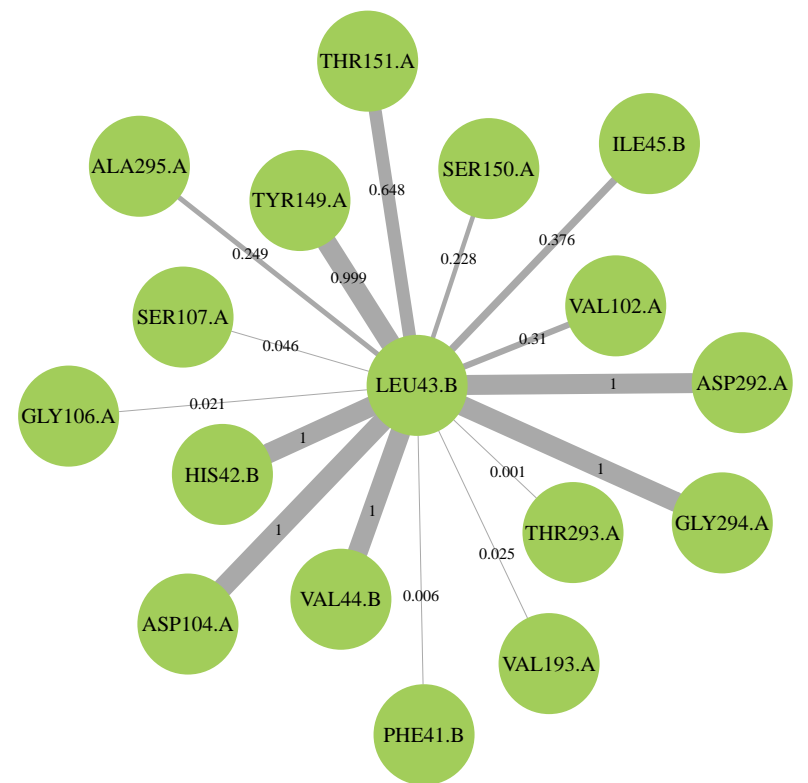 THR151.A
ILE45.B
ALA295.A
SER150.A
TYR149.A
0.648
0.376
0.249
0.228
0.999
VAL102.A
SER107.A
0.31
0.046
ASP292.A
LEU43.B
1
GLY106.A
0.021
HIS42.B
1
0.001
1
VAL44.B
1
1
THR293.A
GLY294.A
0.025
0.006
ASP104.A
VAL193.A
PHE41.B